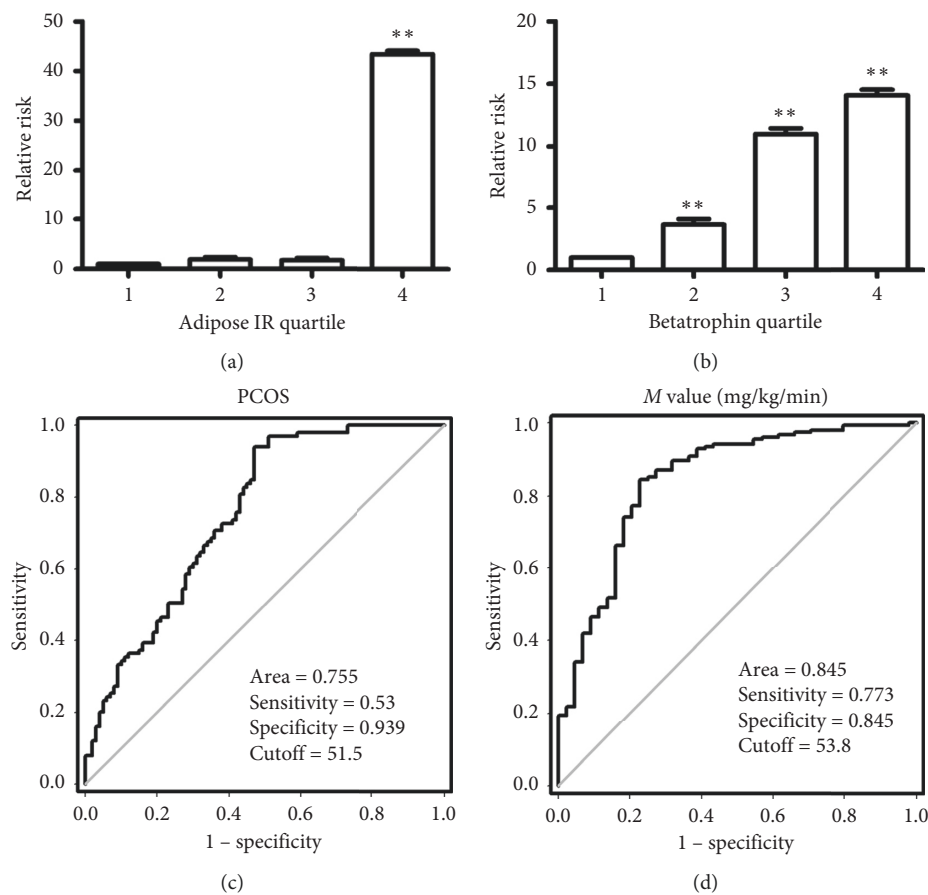 50
40
30
20
10
0
Relative risk
**
1 2 3 4
Adipose IR quartile
(a)
20
15
10
5
0
Relative risk
**
**
**
1 2 3 4
Betatrophin quartile
(b)
PCOS
1.0
0.8
0.6
0.4
0.2
0.0
Sensitivity
Area = 0.755
Sensitivity = 0.53
Specificity = 0.939
Cutoff = 51.5
0.0 0.2 0.4 0.6 0.8 1.0
1 – specificity
(c)
M value (mg/kg/min)
1.0
0.8
0.6
0.4
0.2
0.0
Sensitivity
Area = 0.845
Sensitivity = 0.773
Specificity = 0.845
Cutoff = 53.8
0.0 0.2 0.4 0.6 0.8 1.0
1 – specificity
(d)